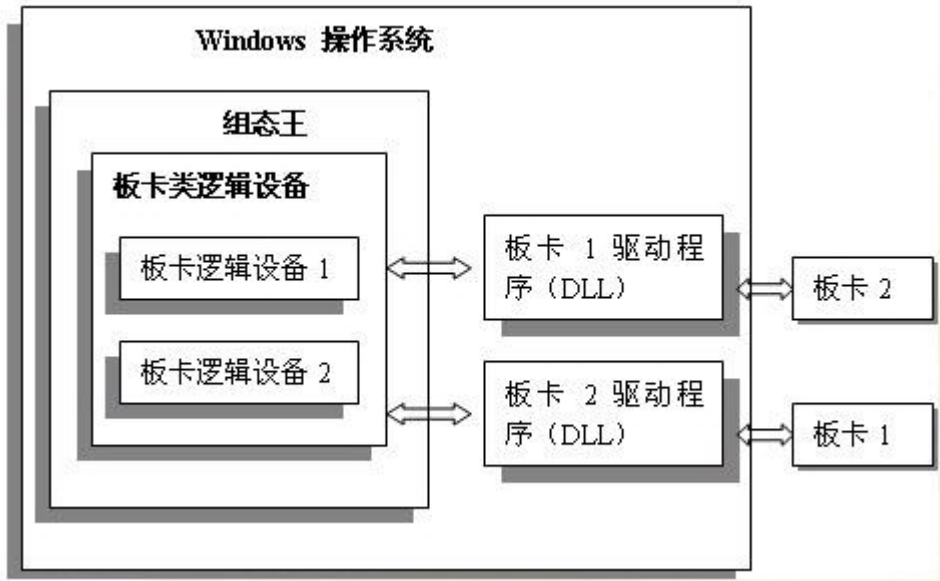 Windows 操作系统
组态王
板卡类逻辑设备
板卡逻辑设备 1
板卡逻辑设备 2
板卡 1 驱动程
序（DLL）
板卡 2 驱动程
序（DLL）
板卡 2
板卡 1